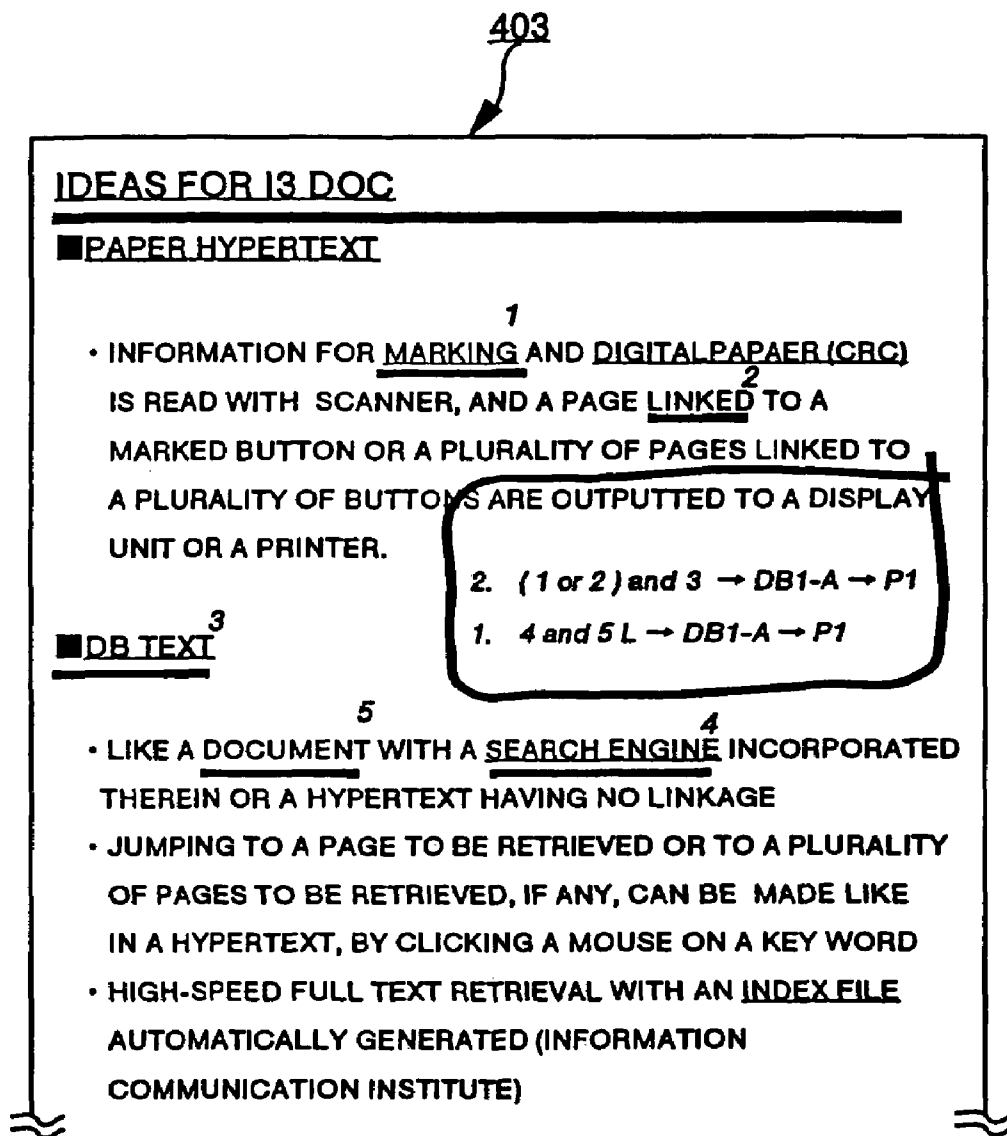 403
IDEAS FOR I3 DOC
■PAPER HYPERTEXT
1
• INFORMATION FOR MARKING AND DIGITALPAPAER (CRC)
2
IS READ WITH SCANNER, AND A PAGE LINKED TO A
MARKED BUTTON OR A PLURALITY OF PAGES LINKED TO
A PLURALITY OF BUTTONS ARE OUTPUTTED TO A DISPLAY
UNIT OR A PRINTER.
2. (1 or 2) and 3 → DB1-A → P1
1. 4 and 5 L → DB1-A → P1
3
■DB TEXT
5 4
• LIKE A DOCUMENT WITH A SEARCH ENGINE INCORPORATED
THEREIN OR A HYPERTEXT HAVING NO LINKAGE
• JUMPING TO A PAGE TO BE RETRIEVED OR TO A PLURALITY
OF PAGES TO BE RETRIEVED, IF ANY, CAN BE MADE LIKE
IN A HYPERTEXT, BY CLICKING A MOUSE ON A KEY WORD
• HIGH-SPEED FULL TEXT RETRIEVAL WITH AN INDEX FILE
AUTOMATICALLY GENERATED (INFORMATION
COMMUNICATION INSTITUTE)